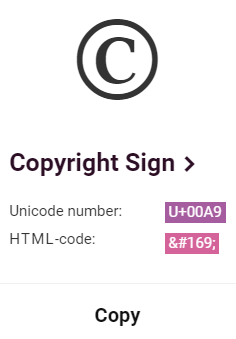 ©
Copyright Sign
Unicode number: U+00A9
HTML-code: &#169;
Copy